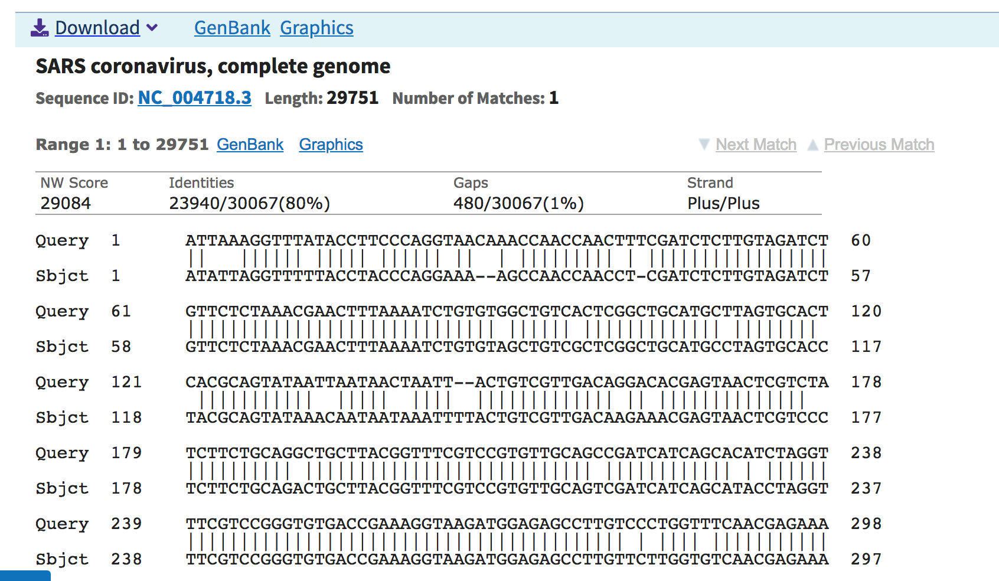 Download GenBank Graphics
SARS coronavirus, complete genome
Sequence ID: NC_004718.3 Length: 29751 Number of Matches: 1
Range 1: 1 to 29751 GenBank Graphics Next Match Previous Match
NW Score Identities Gaps Strand
29084 23940/30067(80%) 480/30067(1%) Plus/Plus
Query 1 ATTAAAGGTTTATACCTTCCCAGGTAACAAACCAACCAACTTTCGATCTCTTGTAGATCT 60
Sbjct 1 ATATTAGGTTTTTACCTACCCAGGAAA--AGCCAACCAACCT-CGATCTCTTGTAGATCT 57
Query 61 GTTCTCTAAACGAACTTTAAAATCTGTGTGGCTGTCACTCGGCTGCATGCTTAGTGCACT 120
Sbjct 58 GTTCTCTAAACGAACTTTAAAATCTGTGTAGCTGTCGCTCGGCTGCATGCCTAGTGCACC 117
Query 121 CACGCAGTATAATTAATAACTAATT--ACTGTCGTTGACAGGACACGAGTAACTCGTCTA 178
Sbjct 118 TACGCAGTATAAACAATAATAAATTTTACTGTCGTTGACAAGAAACGAGTAACTCGTCCC 177
Query 179 TCTTCTGCAGGCTGCTTACGGTTTCGTCCGTGTTGCAGCCGATCATCAGCACATCTAGGT 238
Sbjct 178 TCTTCTGCAGACTGCTTACGGTTTCGTCCGTGTTGCAGTCGATCATCAGCATACCTAGGT 237
Query 239 TTCGTCCGGGTGTGACCGAAAGGTAAGATGGAGAGCCTTGTCCCTGGTTTCAACGAGAAA 298
Sbjct 238 TTCGTCCGGGTGTGACCGAAAGGTAAGATGGAGAGCCTTGTTCTTGGTGTCAACGAGAAA 297